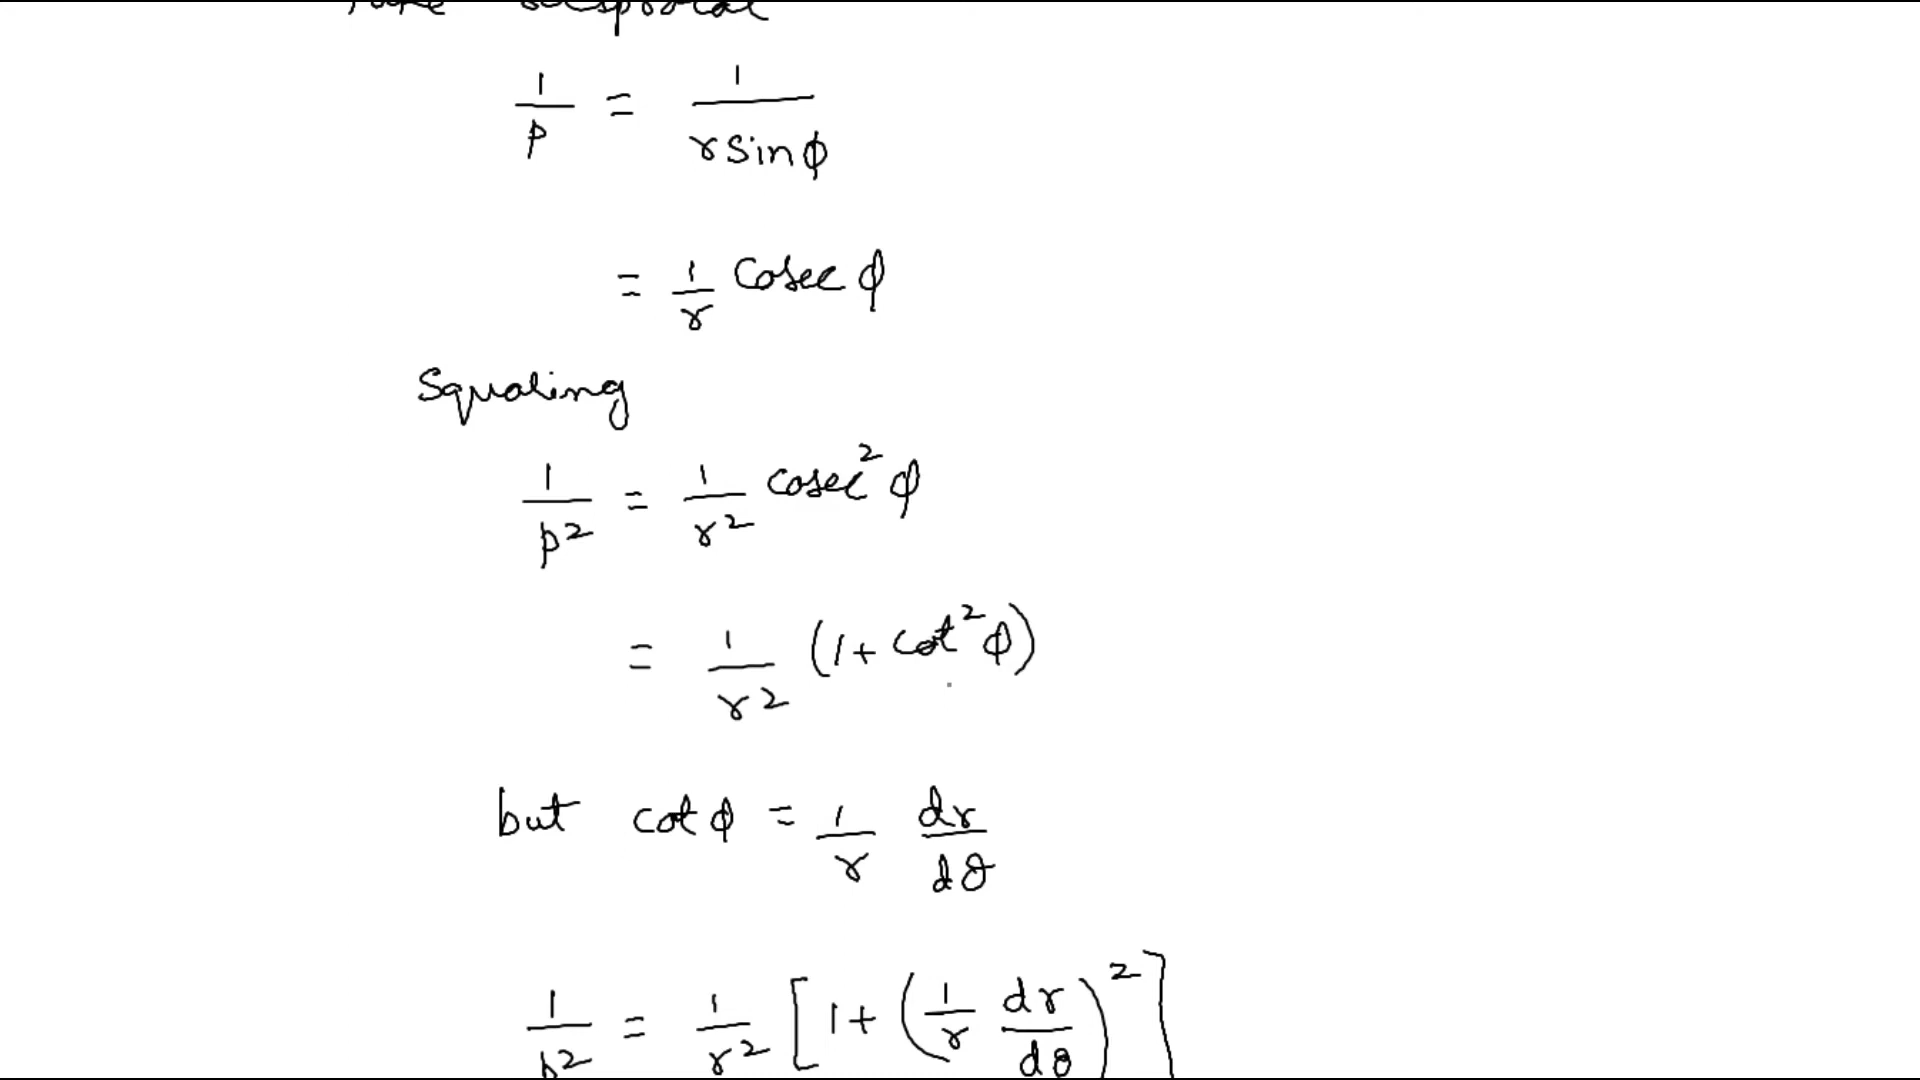 1/p = 1/(r sin φ)
= 1/r cosec φ
Squaring
1/p² = 1/r² cosec² φ
= 1/r² (1 + cot² φ)
but cot φ = 1/r dr/dθ
1/p² = 1/r² [1 + (1/r dr/dθ)²]